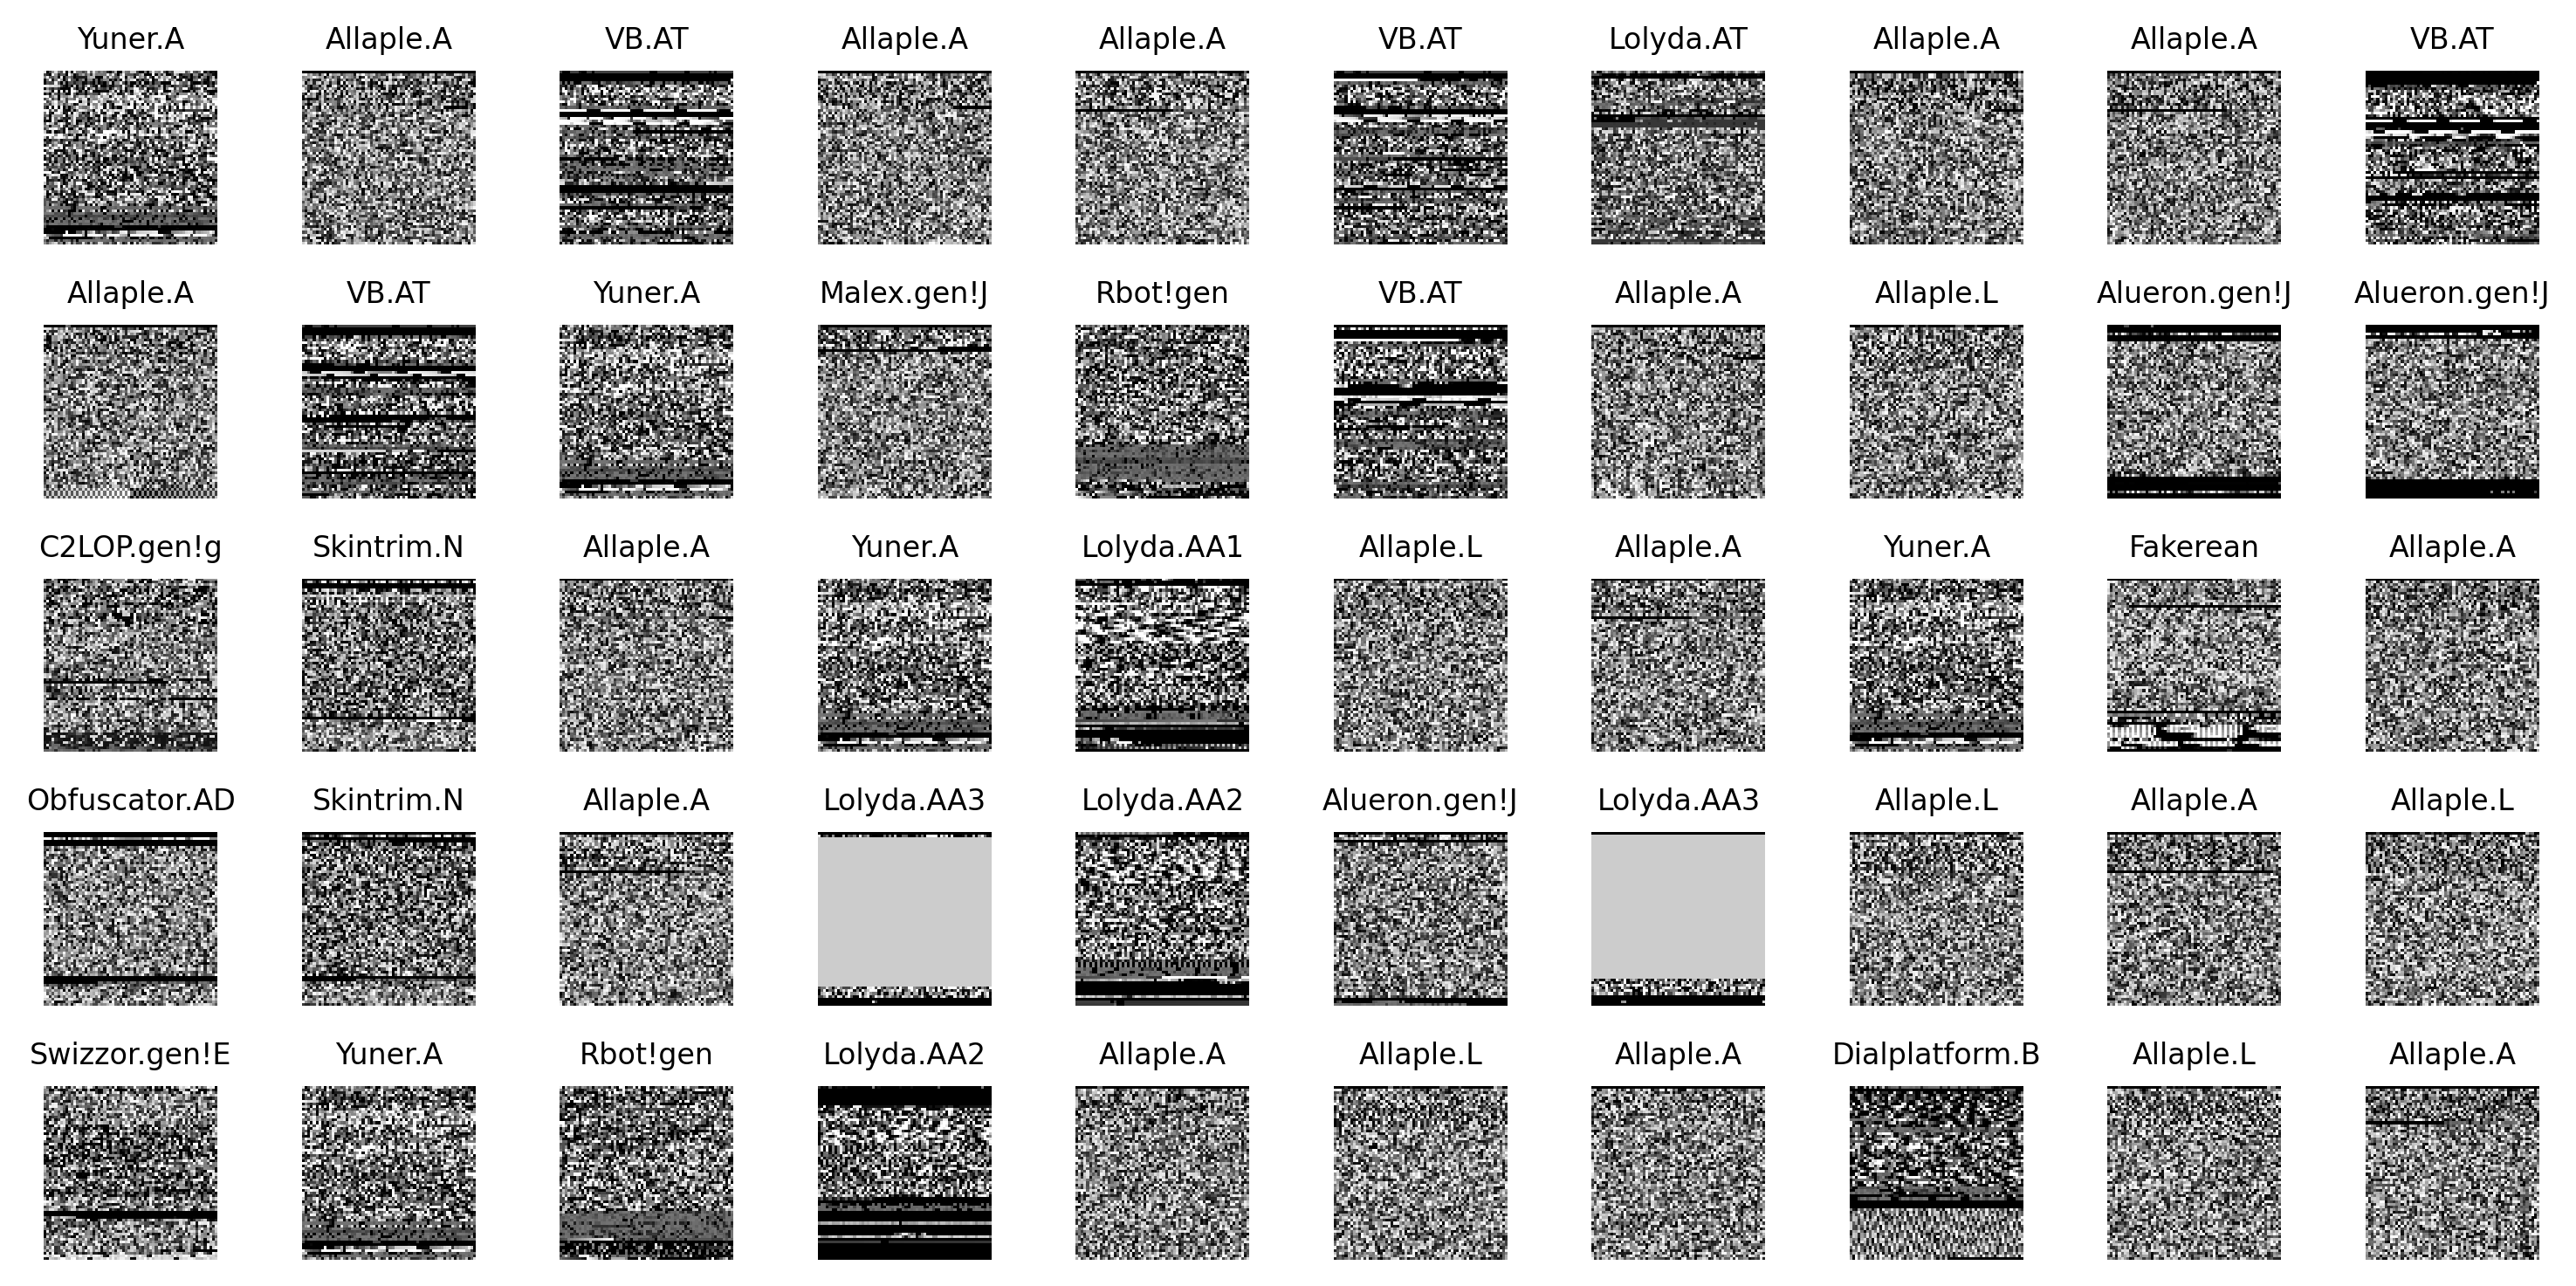 Yuner.A Allaple.A VB.AT Allaple.A Allaple.A VB.AT Lolyda.AT Allaple.A Allaple.A VB.AT
Allaple.A VB.AT Yuner.A Malex.gen!J Rbot!gen VB.AT Allaple.A Allaple.L Alueron.gen!J Alueron.gen!J
C2LOP.gen!g Skintrim.N Allaple.A Yuner.A Lolyda.AA1 Allaple.L Allaple.A Yuner.A Fakerean Allaple.A
Obfuscator.AD Skintrim.N Allaple.A Lolyda.AA3 Lolyda.AA2 Alueron.gen!J Lolyda.AA3 Allaple.L Allaple.A Allaple.L
Swizzor.gen!E Yuner.A Rbot!gen Lolyda.AA2 Allaple.A Allaple.L Allaple.A Dialplatform.B Allaple.L Allaple.A